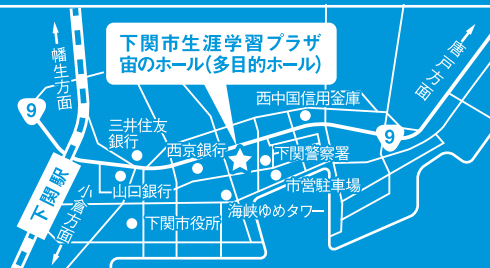 下関市生涯学習プラザ
宙のホール(多目的ホール)
幡生方面
唐戸方面
西中国信用金庫
9
9
三井住友
銀行
西京銀行
下関警察署
下関駅
小倉方面
山口銀行
市営駐車場
海峡ゆめタワー
下関市役所